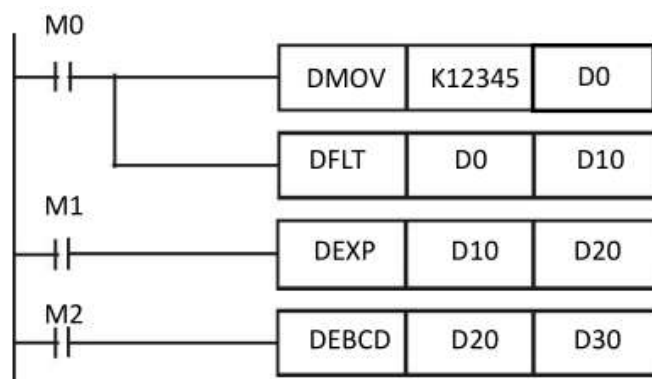 M0
DMOV K12345 D0
DFLT D0 D10
M1
DEXP D10 D20
M2
DEBCD D20 D30